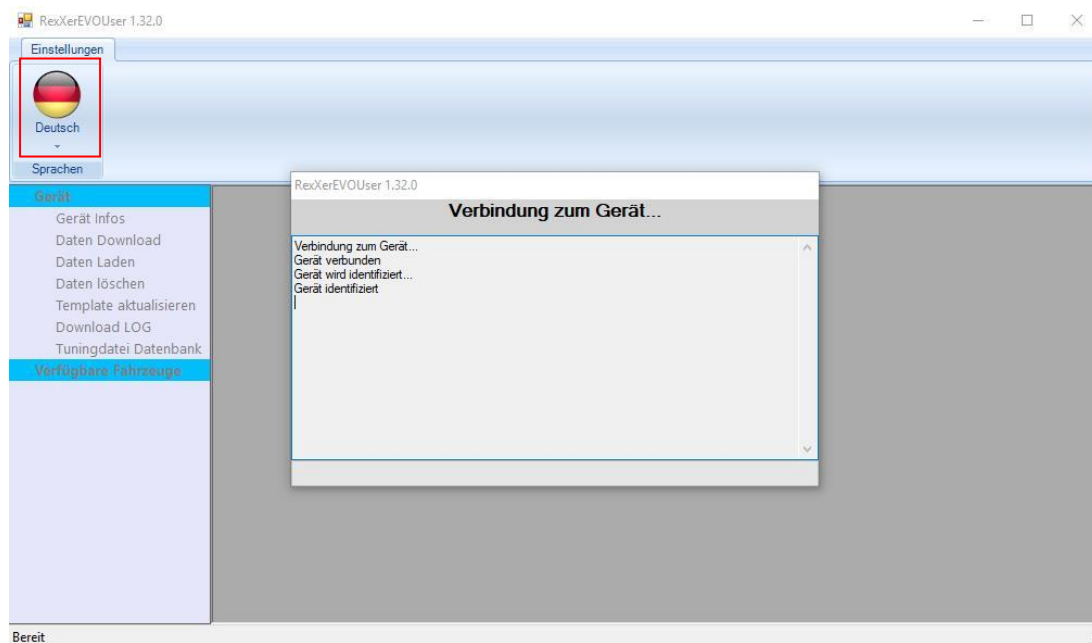 RexXerEVOUser 1.32.0
Einstellungen
Deutsch
Sprachen
Gerät
Gerät Infos
Daten Download
Daten Laden
Daten löschen
Template aktualisieren
Download LOG
Tuningdatei Datenbank
Verfügbare Fahrzeuge
RexXerEVOUser 1.32.0
Verbindung zum Gerät...
Verbindung zum Gerät...
Gerät verbunden
Gerät wird identifiziert...
Gerät identifiziert
Bereit